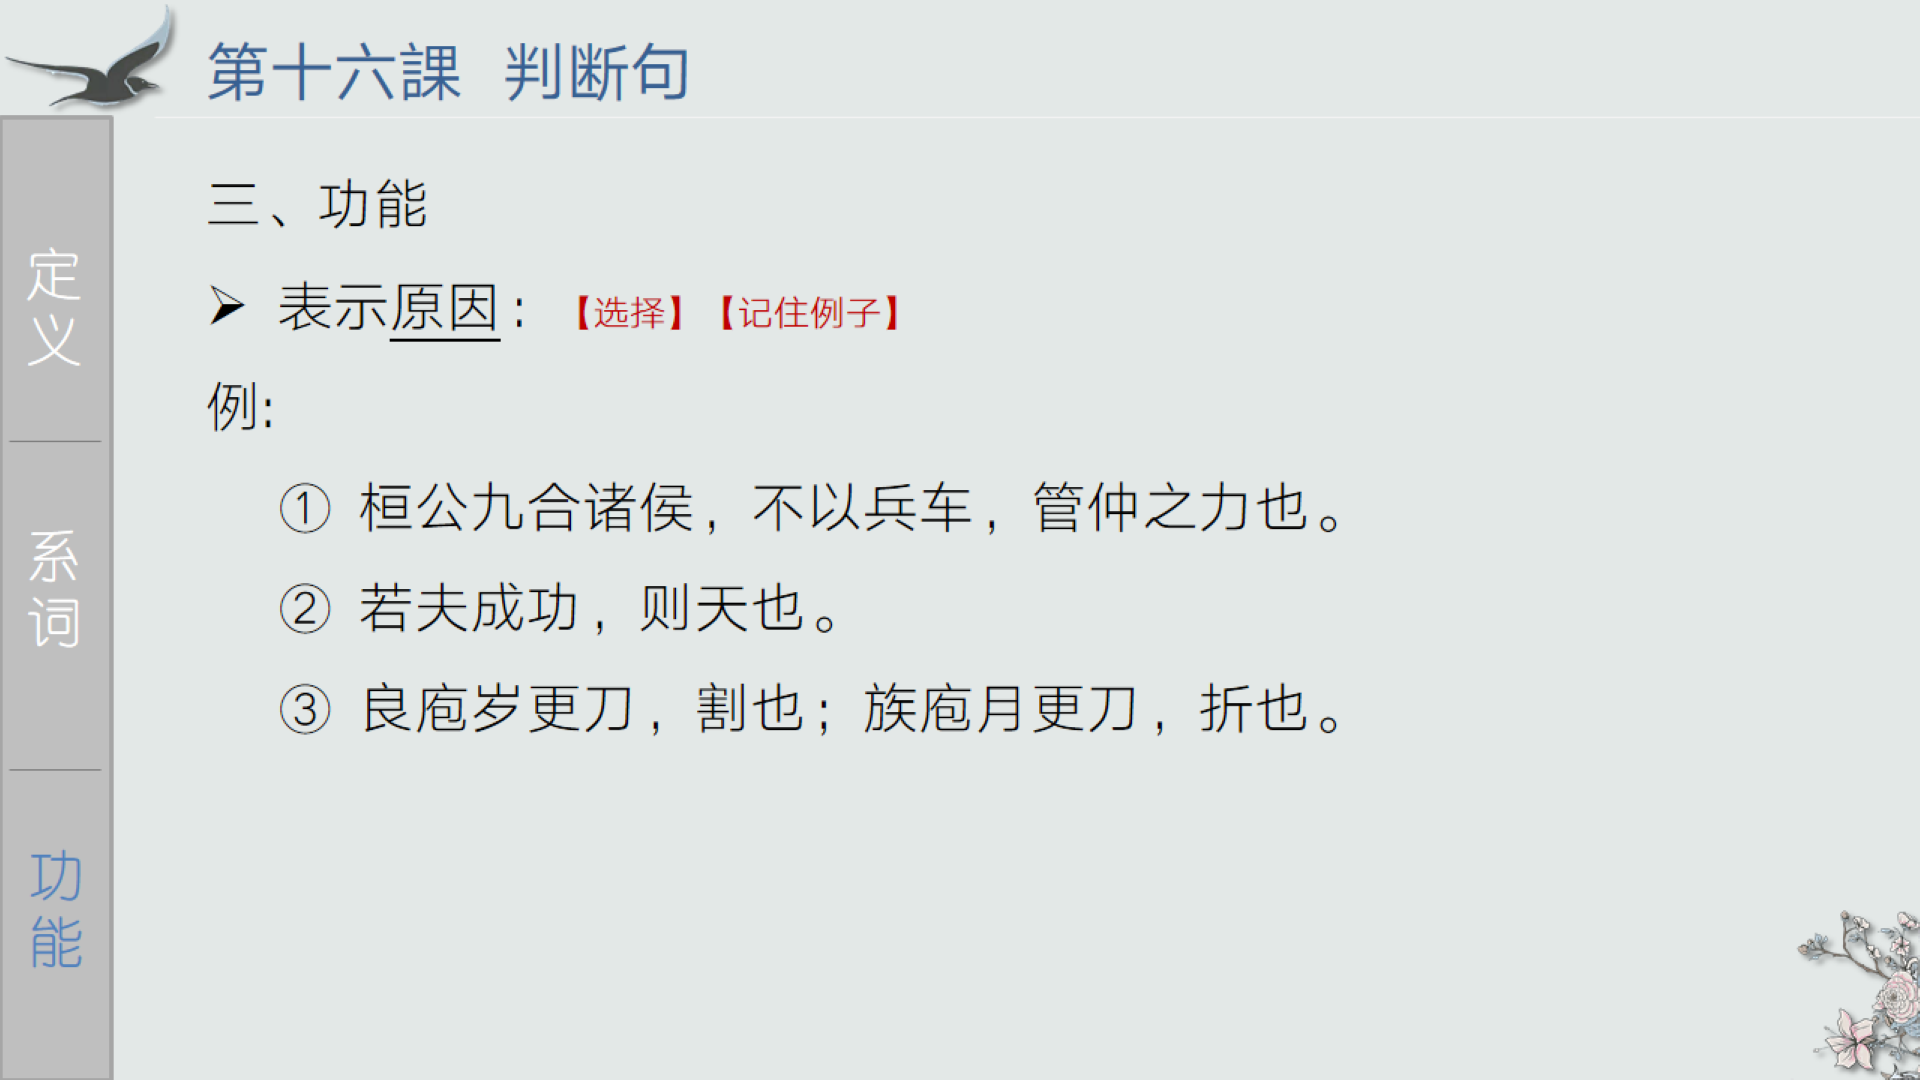 第十六課 判断句
定义
系词
功能
三、功能
➢ 表示原因：【选择】【记住例子】
例:
① 桓公九合诸侯，不以兵车，管仲之力也。
② 若夫成功，则天也。
③ 良庖岁更刀，割也；族庖月更刀，折也。